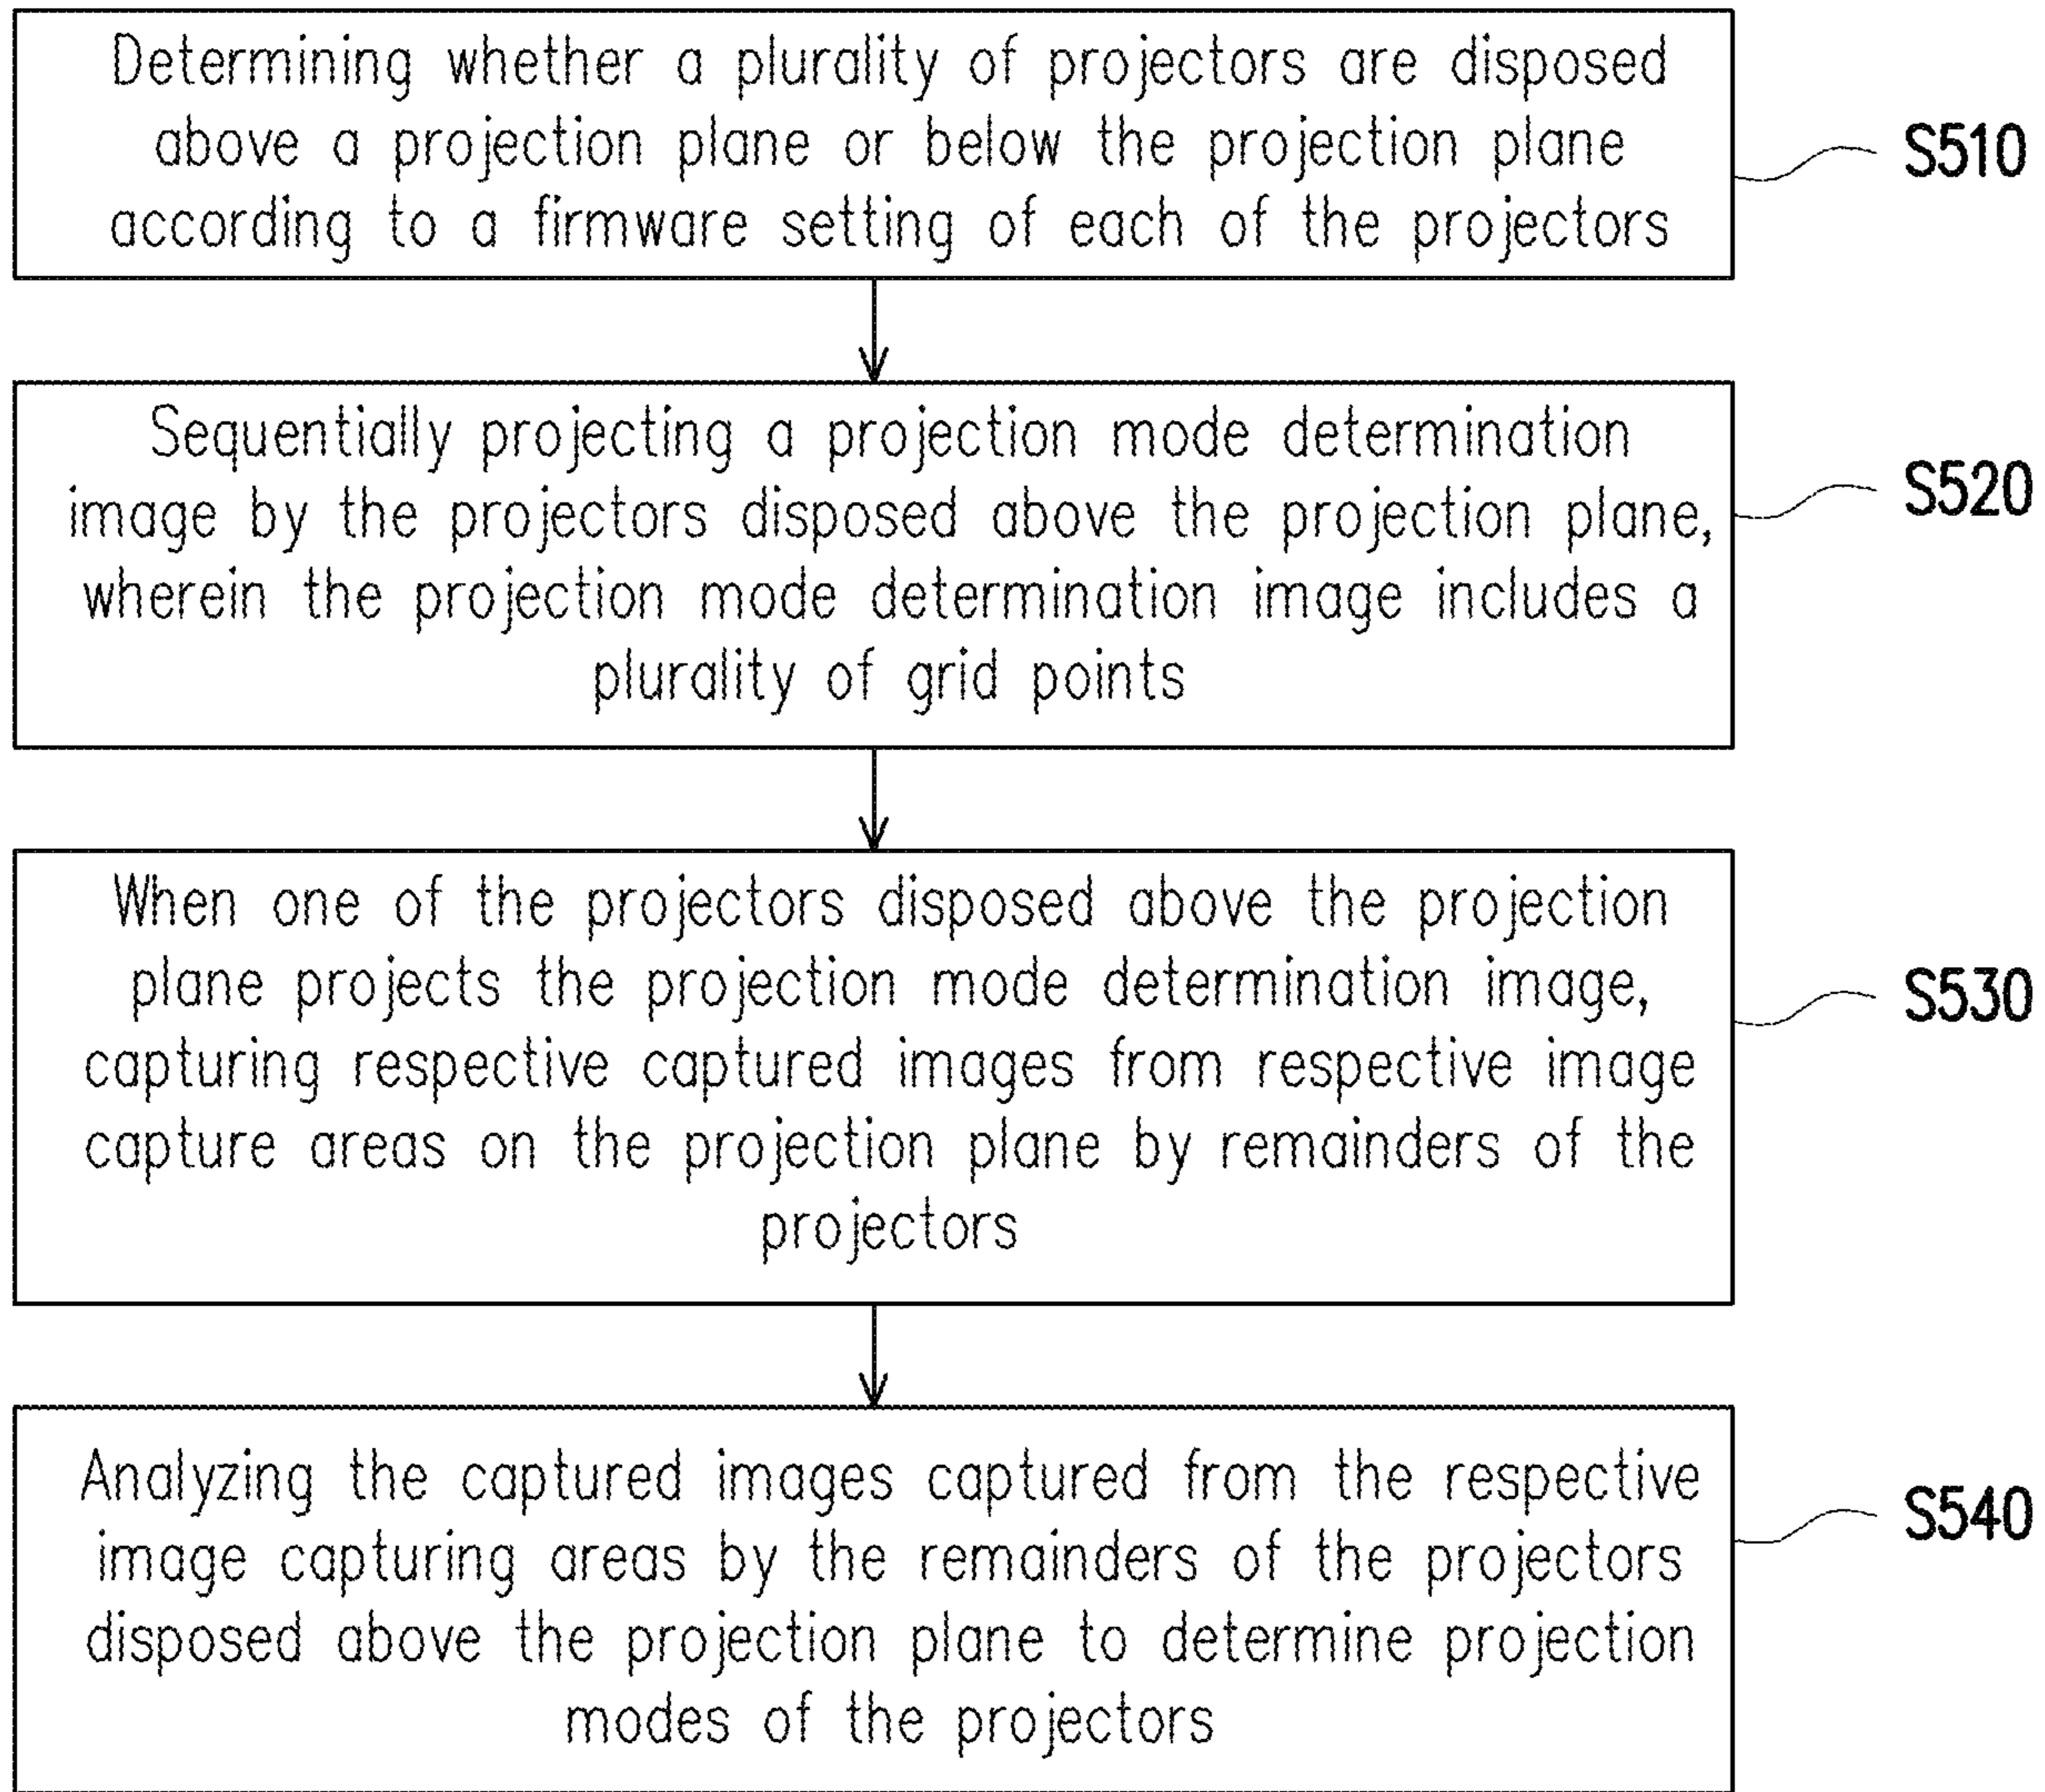 Determining whether a plurality of projectors are disposed
above a projection plane or below the projection plane
according to a firmware setting of each of the projectors
S510
Sequentially projecting a projection mode determination
image by the projectors disposed above the projection plane,
wherein the projection mode determination image includes a
plurality of grid points
S520
When one of the projectors disposed above the projection
plane projects the projection mode determination image,
capturing respective captured images from respective image
capture areas on the projection plane by remainders of the
projectors
S530
Analyzing the captured images captured from the respective
image capturing areas by the remainders of the projectors
disposed above the projection plane to determine projection
modes of the projectors
S540